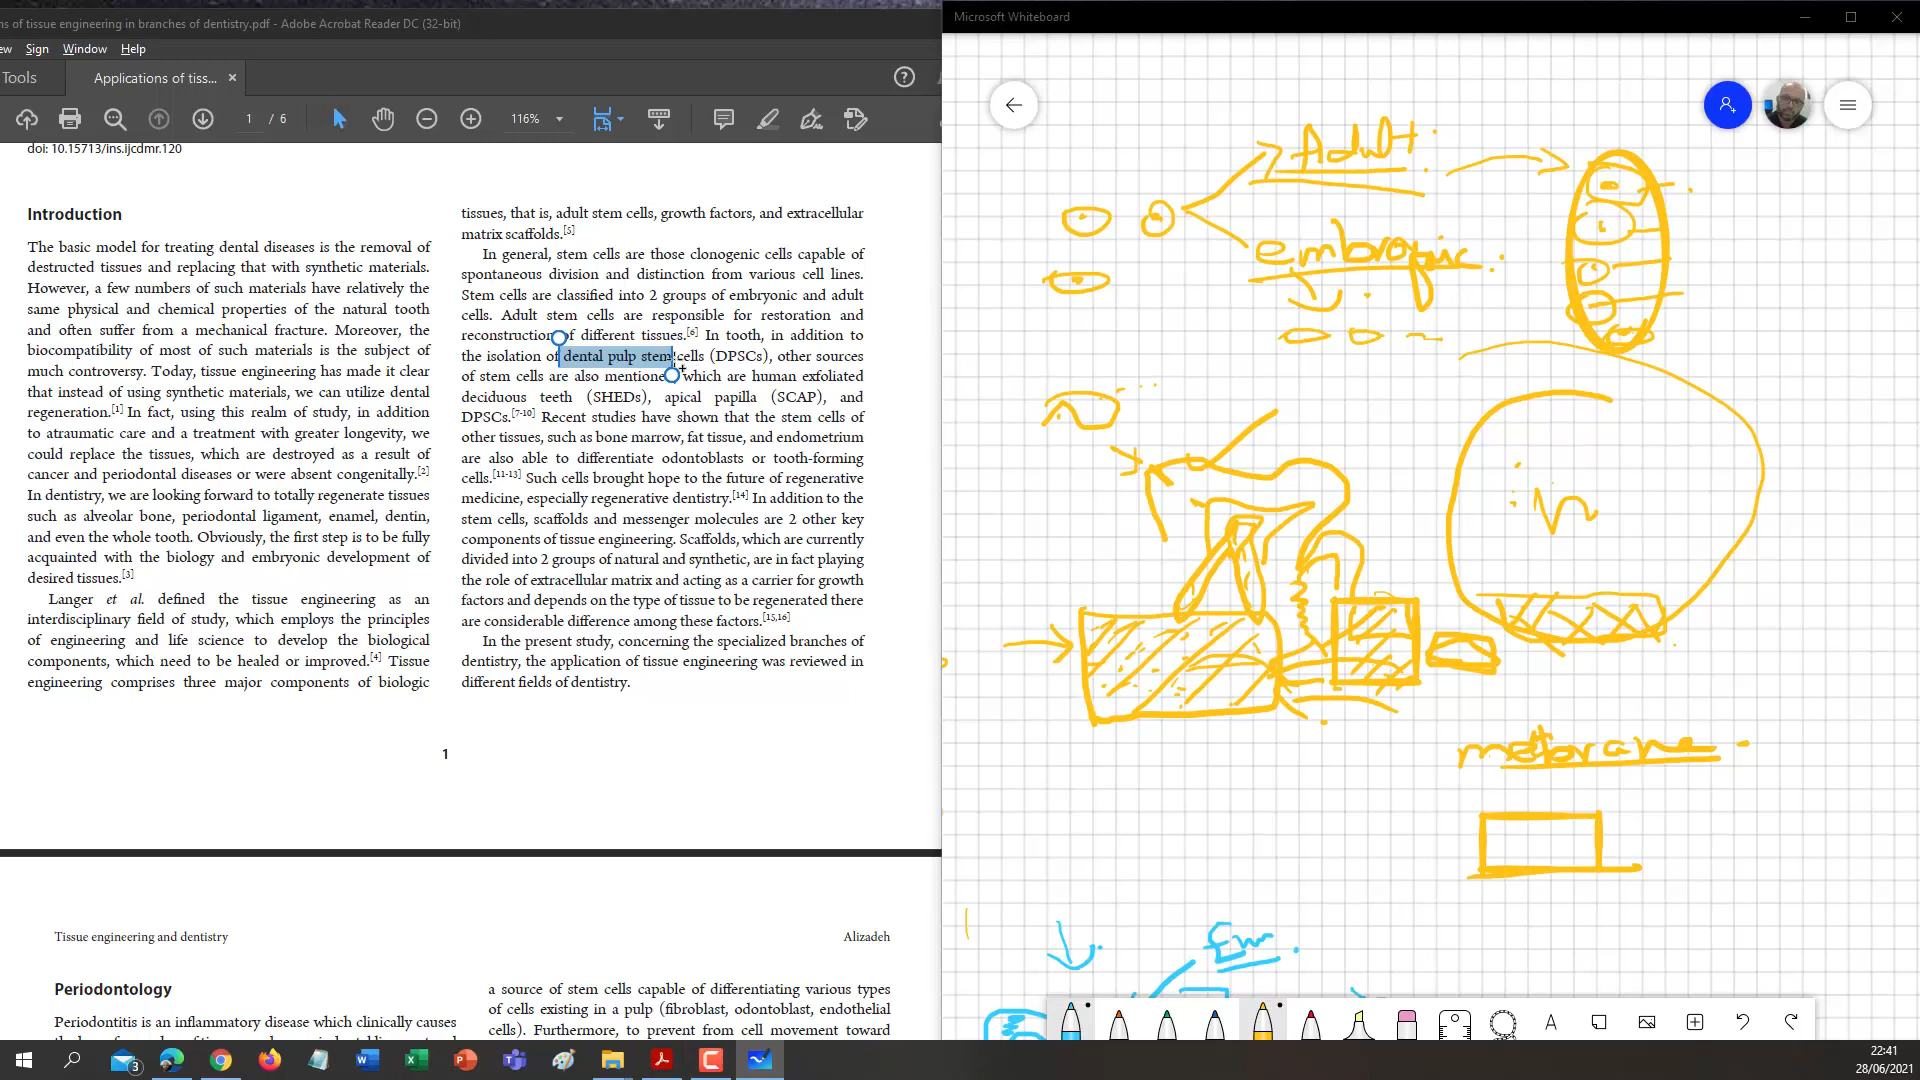 ns of tissue engineering in branches of dentistry.pdf - Adobe Acrobat Reader DC (32-bit)
ew Sign Window Help
Tools
Applications of tiss... ×
1 / 6
116%
doi: 10.15713/ins.ijcdmr.120
Introduction
The basic model for treating dental diseases is the removal of
destructed tissues and replacing that with synthetic materials.
However, a few numbers of such materials have relatively the
same physical and chemical properties of the natural tooth
and often suffer from a mechanical fracture. Moreover, the
biocompatibility of most of such materials is the subject of
much controversy. Today, tissue engineering has made it clear
that instead of using synthetic materials, we can utilize dental
regeneration.[1] In fact, using this realm of study, in addition
to atraumatic care and a treatment with greater longevity, we
could replace the tissues, which are destroyed as a result of
cancer and periodontal diseases or were absent congenitally.[2]
In dentistry, we are looking forward to totally regenerate tissues
such as alveolar bone, periodontal ligament, enamel, dentin,
and even the whole tooth. Obviously, the first step is to be fully
acquainted with the biology and embryonic development of
desired tissues.[3]
Langer et al. defined the tissue engineering as an
interdisciplinary field of study, which employs the principles
of engineering and life science to develop the biological
components, which need to be healed or improved.[4] Tissue
engineering comprises three major components of biologic
tissues, that is, adult stem cells, growth factors, and extracellular
matrix scaffolds.[5]
In general, stem cells are those clonogenic cells capable of
spontaneous division and distinction from various cell lines.
Stem cells are classified into 2 groups of embryonic and adult
cells. Adult stem cells are responsible for restoration and
reconstruction of different tissues.[6] In tooth, in addition to
the isolation of dental pulp stem cells (DPSCs), other sources
of stem cells are also mentioned which are human exfoliated
deciduous teeth (SHEDs), apical papilla (SCAP), and
DPSCs.[7-10] Recent studies have shown that the stem cells of
other tissues, such as bone marrow, fat tissue, and endometrium
are also able to differentiate odontoblasts or tooth-forming
cells.[11-13] Such cells brought hope to the future of regenerative
medicine, especially regenerative dentistry.[14] In addition to the
stem cells, scaffolds and messenger molecules are 2 other key
components of tissue engineering. Scaffolds, which are currently
divided into 2 groups of natural and synthetic, are in fact playing
the role of extracellular matrix and acting as a carrier for growth
factors and depends on the type of tissue to be regenerated there
are considerable difference among these factors.[15,16]
In the present study, concerning the specialized branches of
dentistry, the application of tissue engineering was reviewed in
different fields of dentistry.
1
Tissue engineering and dentistry
Alizadeh
Periodontology
Periodontitis is an inflammatory disease which clinically causes
a source of stem cells capable of differentiating various types
of cells existing in a pulp (fibroblast, odontoblast, endothelial
cells). Furthermore, to prevent from cell movement toward
Microsoft Whiteboard
Adult
3
22:41
28/06/2021